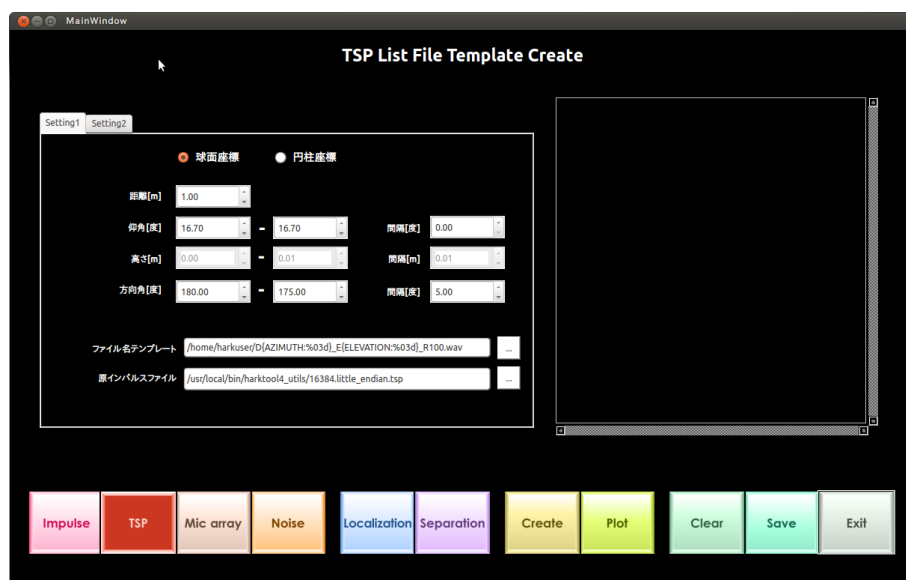 MainWindow
TSP List File Template Create
Setting1 Setting2
球面座標 円柱座標
距離[m] 1.00
仰角[度] 16.70 - 16.70 間隔[度] 0.00
高さ[m] 0.00 - 0.01 間隔[m] 0.01
方向角[度] 180.00 - 175.00 間隔[度] 5.00
ファイル名テンプレート /home/harkuser/D{AZIMUTH:%03d}_E{ELEVATION:%03d}_R100.wav ...
原インパルスファイル /usr/local/bin/harktool4_utils/16384.little_endian.tsp ...
Impulse TSP Mic array Noise Localization Separation Create Plot Clear Save Exit